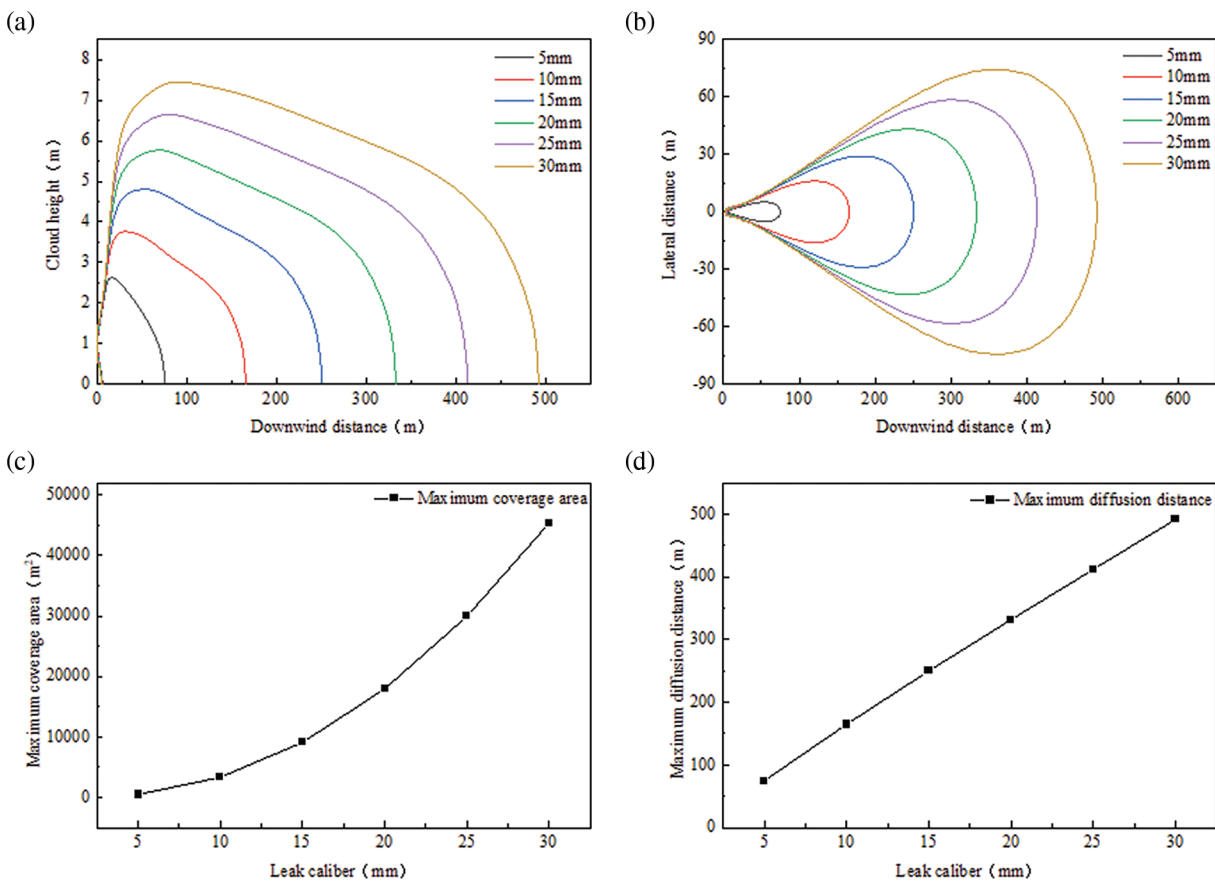 (a)
8
7
6
5
4
3
2
1
0
Cloud height（m）
0 100 200 300 400 500
Downwind distance（m）
5mm
10mm
15mm
20mm
25mm
30mm
(b)
90
60
30
0
-30
-60
-90
Lateral distance（m）
0 100 200 300 400 500 600
Downwind distance（m）
5mm
10mm
15mm
20mm
25mm
30mm
(c)
50000
40000
30000
20000
10000
0
Maximum coverage area（m²）
Maximum coverage area
5 10 15 20 25 30
Leak caliber（mm）
(d)
500
400
300
200
100
0
Maximum diffusion distance（m）
Maximum diffusion distance
5 10 15 20 25 30
Leak caliber（mm）